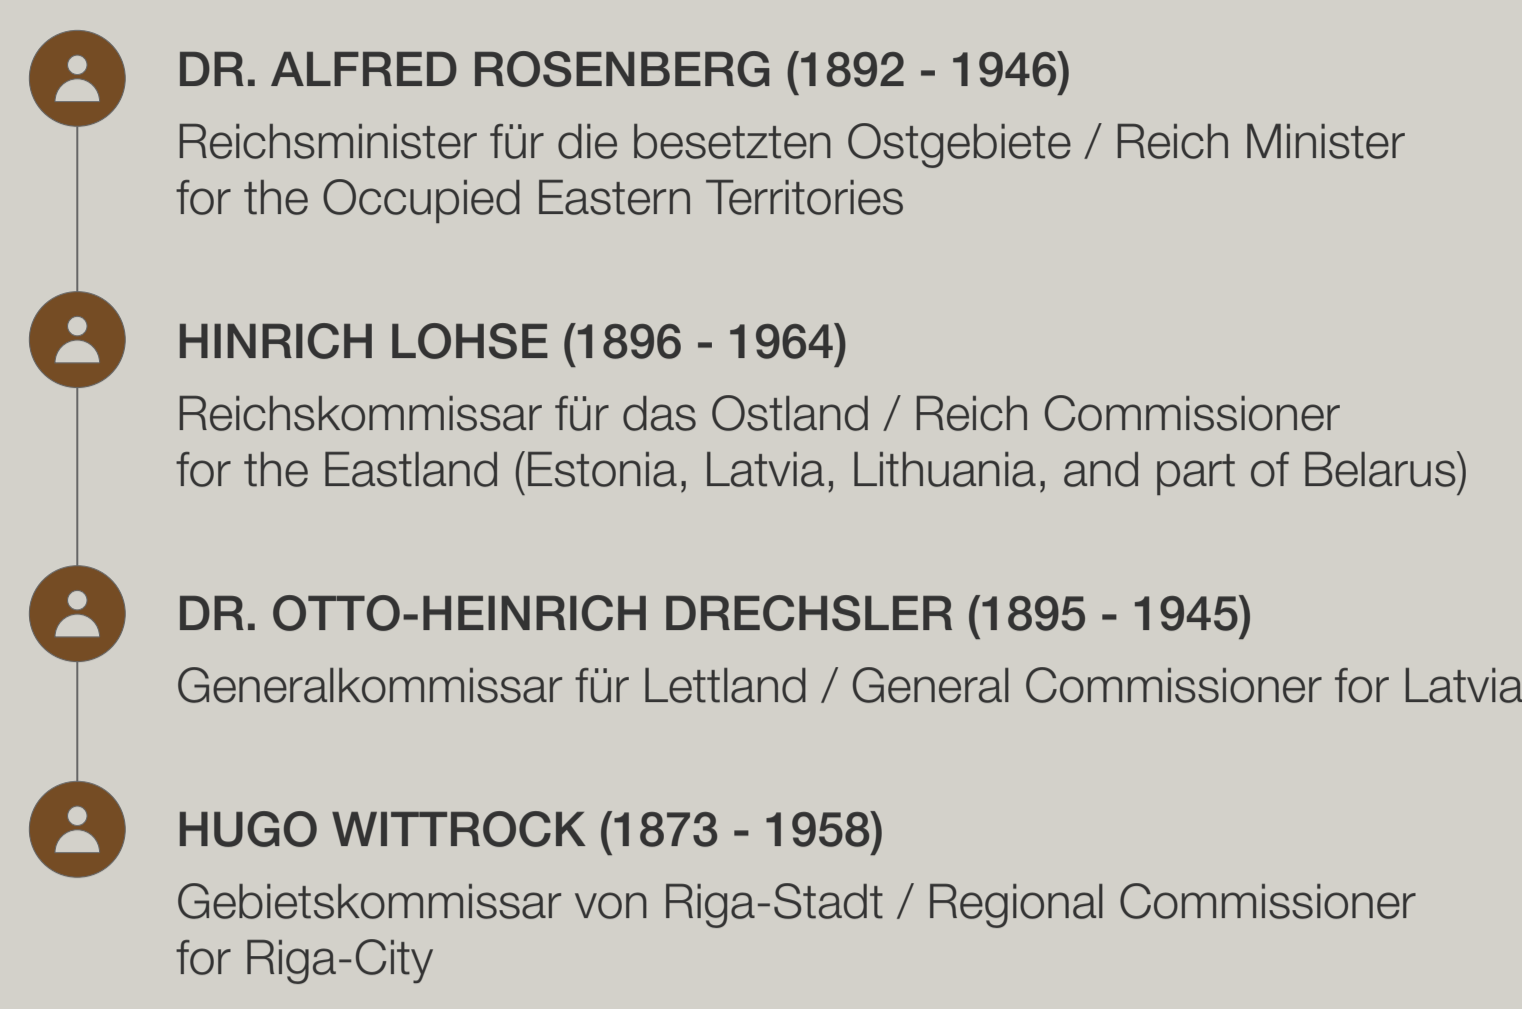 DR. ALFRED ROSENBERG (1892 - 1946)
Reichsminister für die besetzten Ostgebiete / Reich Minister
for the Occupied Eastern Territories
HINRICH LOHSE (1896 - 1964)
Reichskommissar für das Ostland / Reich Commissioner
for the Eastland (Estonia, Latvia, Lithuania, and part of Belarus)
DR. OTTO-HEINRICH DRECHSLER (1895 - 1945)
Generalkommissar für Lettland / General Commissioner for Latvia
HUGO WITTROCK (1873 - 1958)
Gebietskommissar von Riga-Stadt / Regional Commissioner
for Riga-City